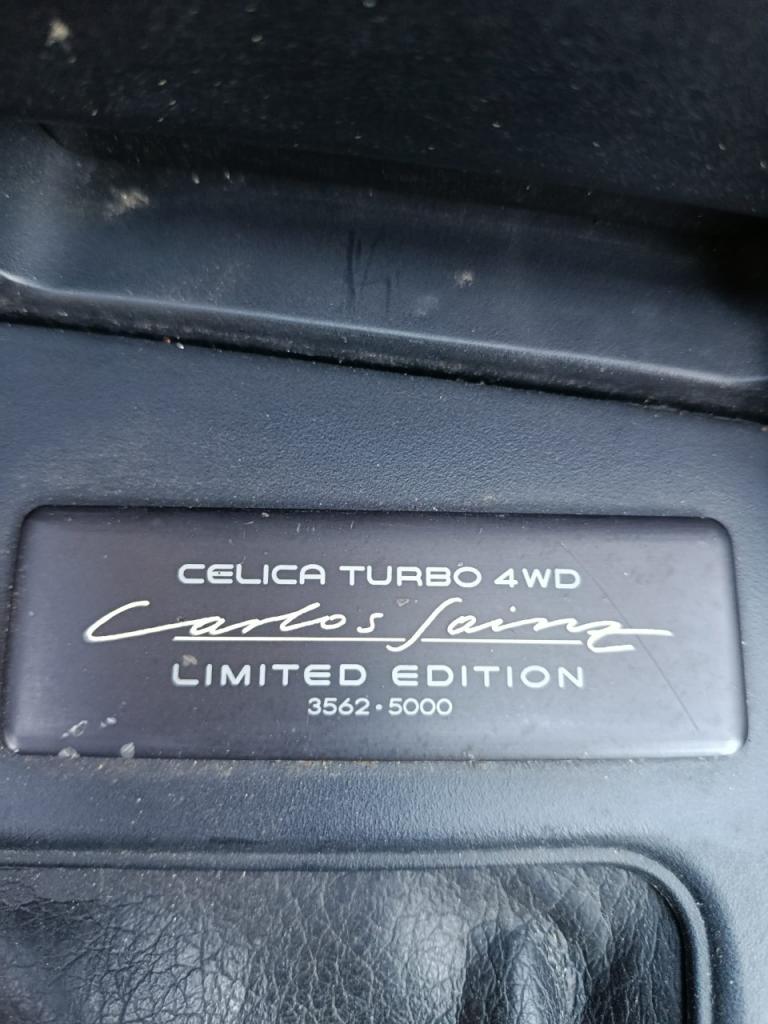 CELICA TURBO 4WD
Carlos Sainz
LIMITED EDITION
3562•5000